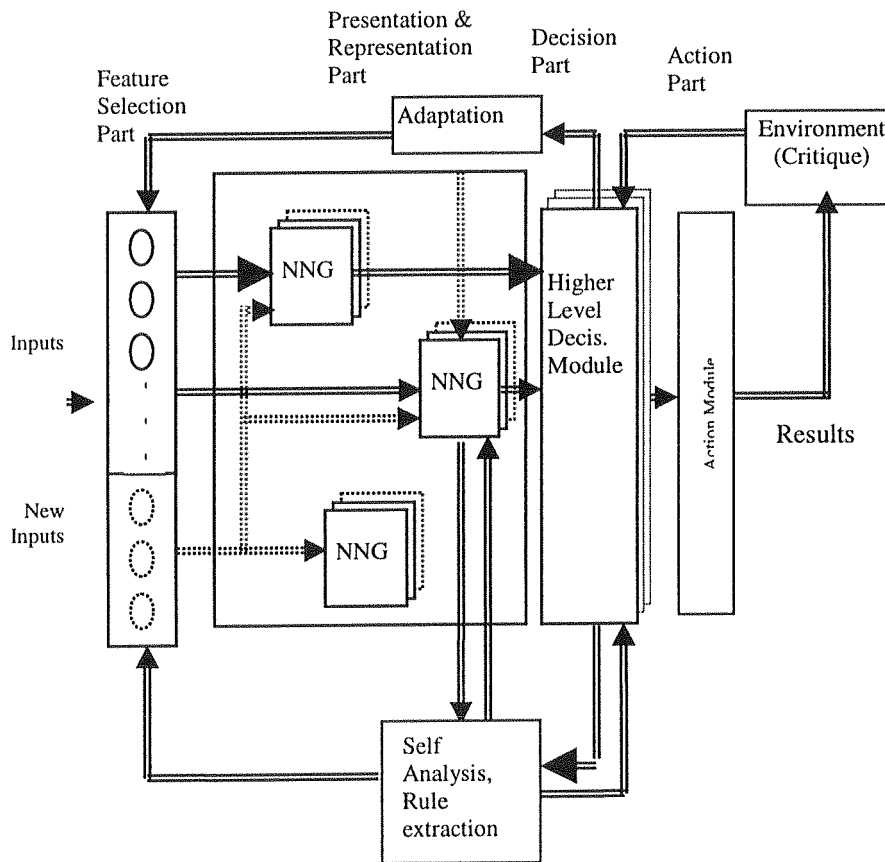 Presentation &
Representation
Part
Decision
Part
Action
Part
Feature
Selection
Part
Adaptation
Environment
(Critique)
NNG
Higher
Level
Decis.
Module
Inputs
NNG
Action Module
Results
New
Inputs
NNG
Self
Analysis,
Rule
extraction